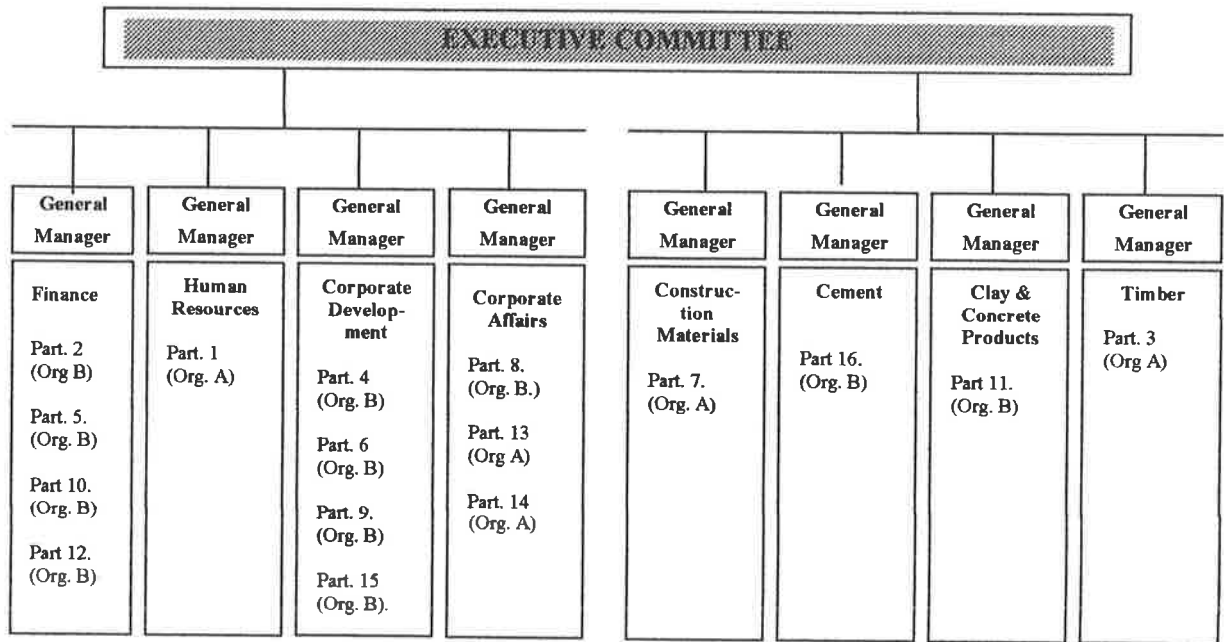 EXECUTIVE COMMITTEE
General
Manager
Finance
Part. 2
(Org B)
Part. 5.
(Org. B)
Part 10.
(Org. B)
Part 12.
(Org. B)
General
Manager
Human
Resources
Part. 1
(Org. A)
General
Manager
Corporate
Develop-
ment
Part. 4
(Org. B)
Part. 6
(Org. B)
Part. 9.
(Org. B)
Part. 15
(Org. B).
General
Manager
Corporate
Affairs
Part. 8.
(Org. B.)
Part. 13
(Org A)
Part. 14
(Org. A)
General
Manager
Construc-
tion
Materials
Part. 7.
(Org. A)
General
Manager
Cement
Part 16.
(Org. B)
General
Manager
Clay &
Concrete
Products
Part 11.
(Org. B)
General
Manager
Timber
Part. 3
(Org A)